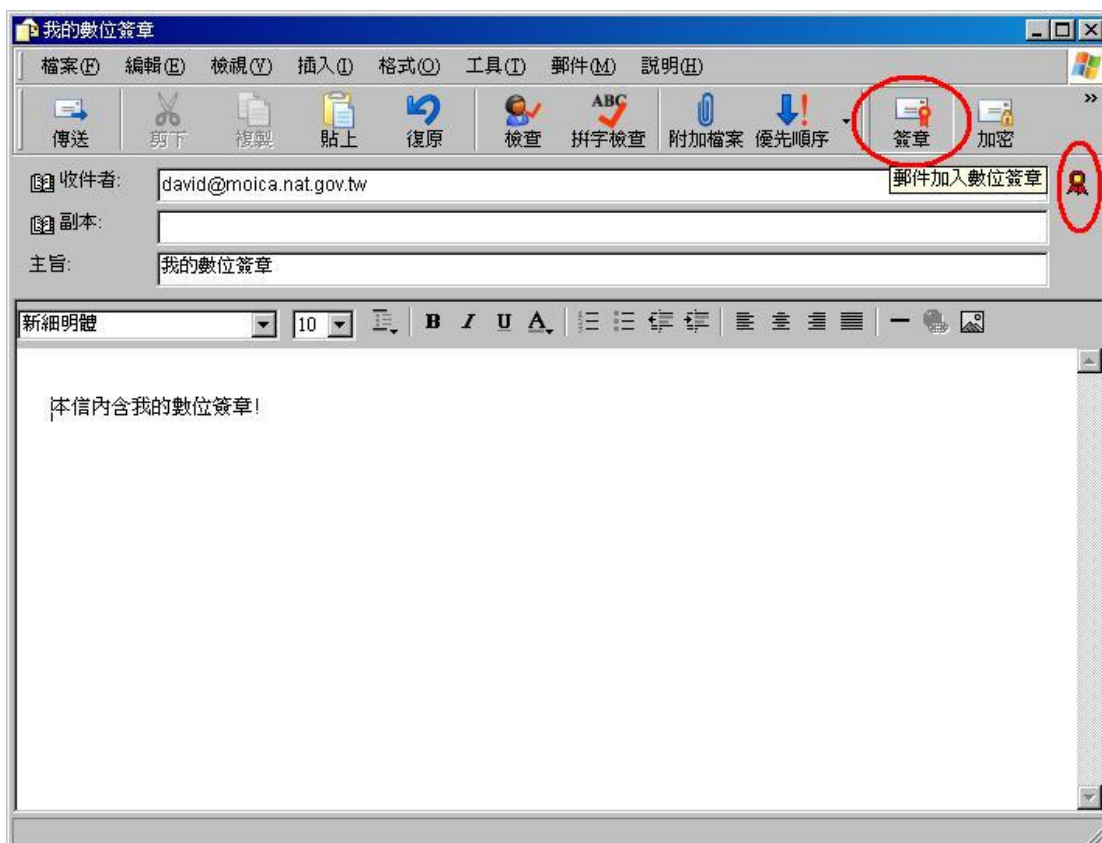 我的數位簽章
檔案(F) 編輯(E) 檢視(V) 插入(I) 格式(O) 工具(T) 郵件(M) 說明(H)
傳送 剪下 複製 貼上 復原 檢查 ABC 拼字檢查 附加檔案 優先順序 簽章 加密 »
收件者: david@moica.nat.gov.tw 郵件加入數位簽章
副本:
主旨: 我的數位簽章
新細明體 10 B I U A
本信內含我的數位簽章!